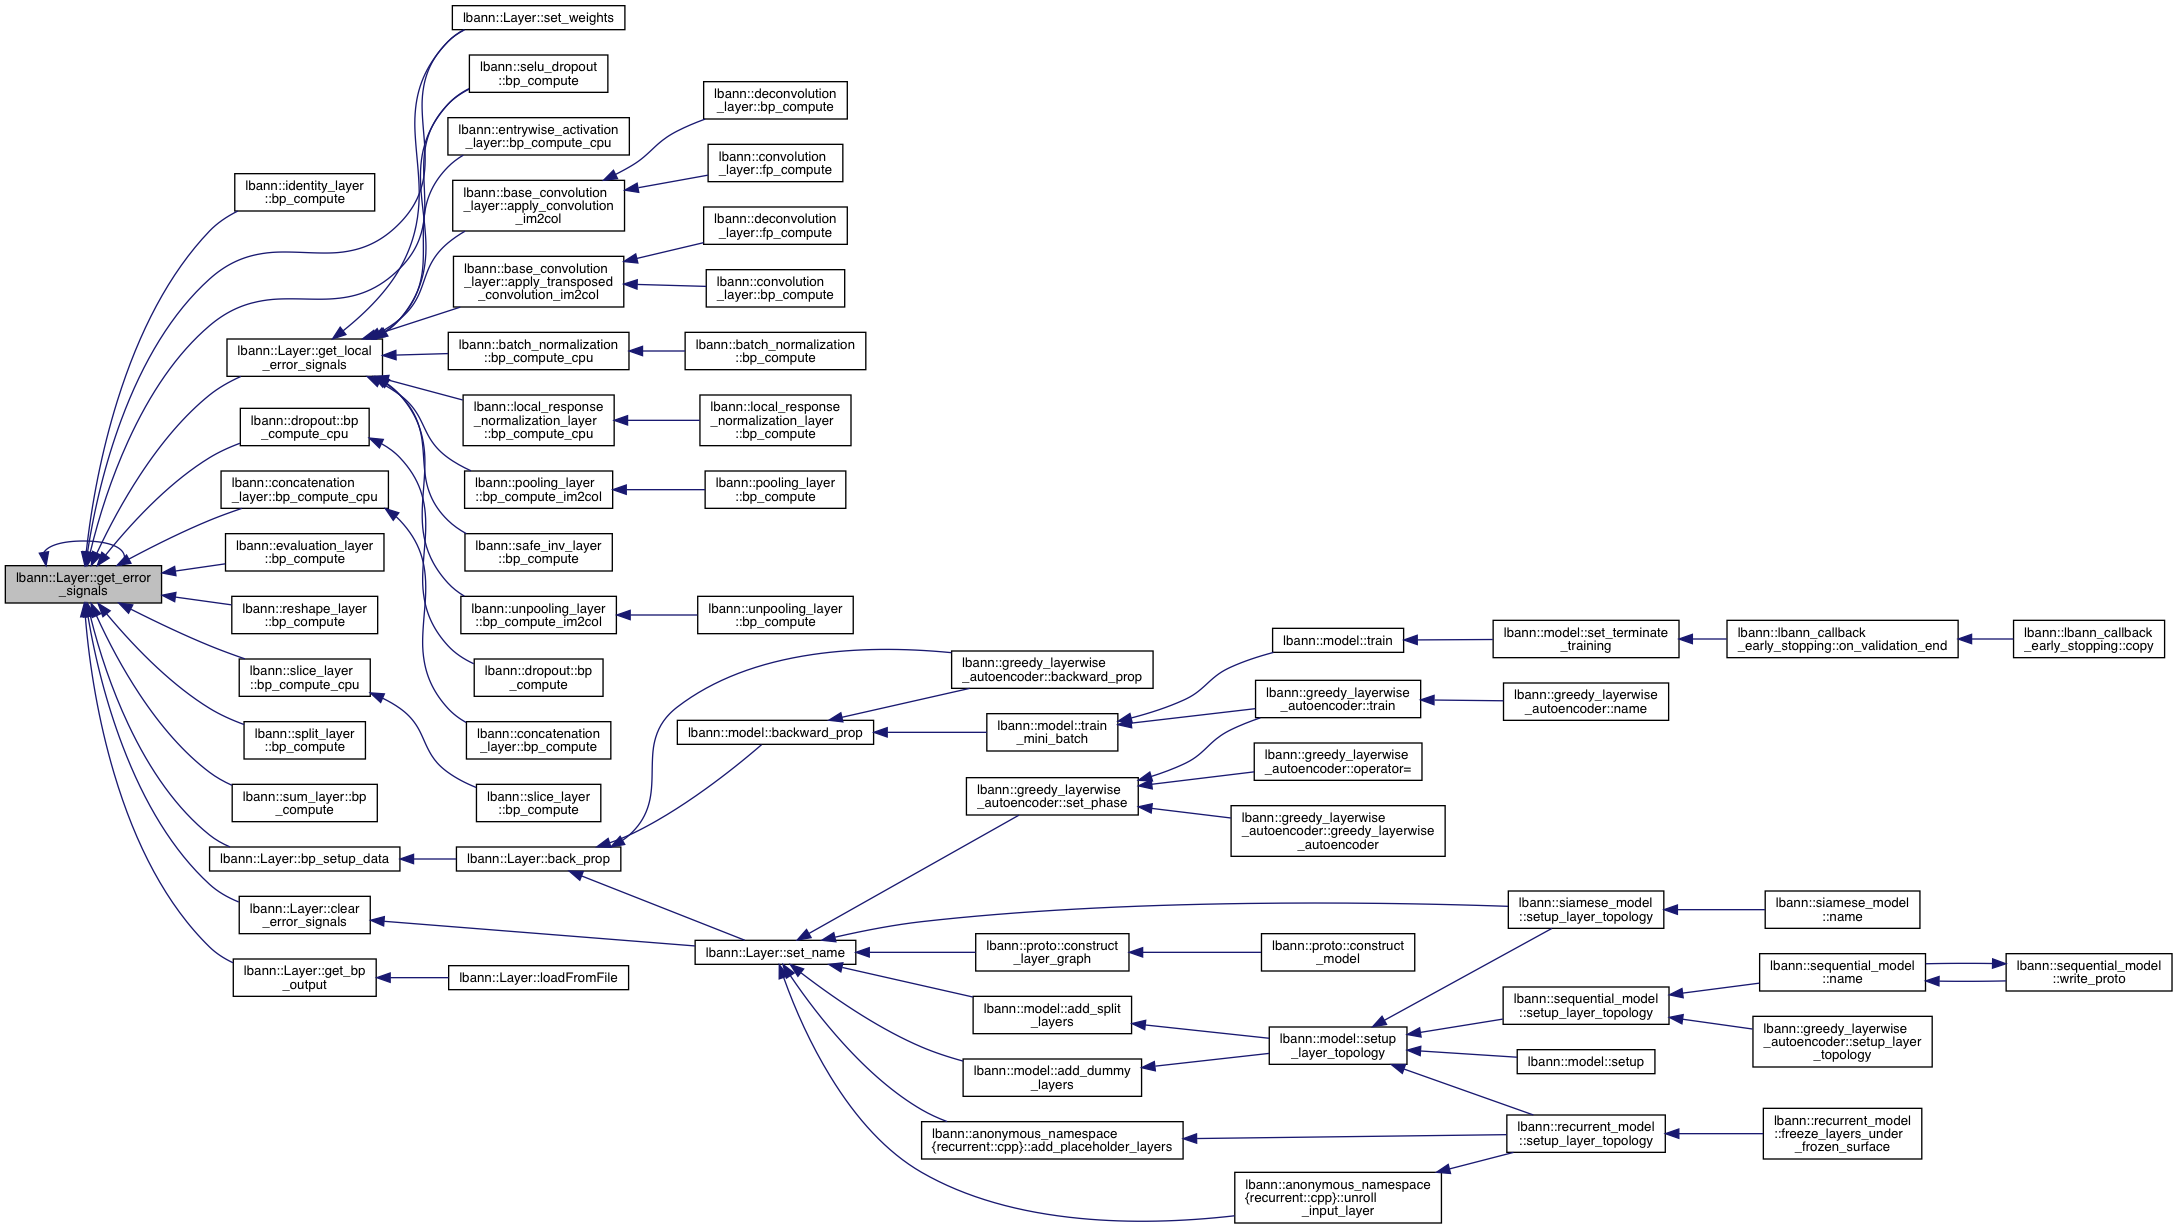 lbann::Layer::get_error
_signals
lbann::identity_layer
::bp_compute
lbann::Layer::get_local
_error_signals
lbann::dropout::bp
_compute_cpu
lbann::concatenation
_layer::bp_compute_cpu
lbann::evaluation_layer
::bp_compute
lbann::reshape_layer
::bp_compute
lbann::slice_layer
::bp_compute_cpu
lbann::split_layer
::bp_compute
lbann::sum_layer::bp
_compute
lbann::Layer::bp_setup_data
lbann::Layer::clear
_error_signals
lbann::Layer::get_bp
_output
lbann::Layer::set_weights
lbann::selu_dropout
::bp_compute
lbann::entrywise_activation
_layer::bp_compute_cpu
lbann::base_convolution
_layer::apply_convolution
_im2col
lbann::base_convolution
_layer::apply_transposed
_convolution_im2col
lbann::batch_normalization
::bp_compute_cpu
lbann::local_response
_normalization_layer
::bp_compute_cpu
lbann::pooling_layer
::bp_compute_im2col
lbann::safe_inv_layer
::bp_compute
lbann::unpooling_layer
::bp_compute_im2col
lbann::dropout::bp
_compute
lbann::concatenation
_layer::bp_compute
lbann::slice_layer
::bp_compute
lbann::Layer::back_prop
lbann::Layer::loadFromFile
lbann::deconvolution
_layer::bp_compute
lbann::convolution
_layer::fp_compute
lbann::deconvolution
_layer::fp_compute
lbann::convolution
_layer::bp_compute
lbann::batch_normalization
::bp_compute
lbann::local_response
_normalization_layer
::bp_compute
lbann::pooling_layer
::bp_compute
lbann::unpooling_layer
::bp_compute
lbann::model::backward_prop
lbann::Layer::set_name
lbann::greedy_layerwise
_autoencoder::backward_prop
lbann::model::train
_mini_batch
lbann::greedy_layerwise
_autoencoder::set_phase
lbann::proto::construct
_layer_graph
lbann::model::add_split
_layers
lbann::model::add_dummy
_layers
lbann::anonymous_namespace
{recurrent::cpp}::add_placeholder_layers
lbann::model::train
lbann::greedy_layerwise
_autoencoder::train
lbann::greedy_layerwise
_autoencoder::operator=
lbann::greedy_layerwise
_autoencoder::greedy_layerwise
_autoencoder
lbann::proto::construct
_model
lbann::model::setup
_layer_topology
lbann::anonymous_namespace
{recurrent::cpp}::unroll
_input_layer
lbann::model::set_terminate
_training
lbann::greedy_layerwise
_autoencoder::name
lbann::siamese_model
::setup_layer_topology
lbann::sequential_model
::setup_layer_topology
lbann::model::setup
lbann::recurrent_model
::setup_layer_topology
lbann::lbann_callback
_early_stopping::on_validation_end
lbann::siamese_model
::name
lbann::sequential_model
::name
lbann::greedy_layerwise
_autoencoder::setup_layer
_topology
lbann::recurrent_model
::freeze_layers_under
_frozen_surface
lbann::lbann_callback
_early_stopping::copy
lbann::sequential_model
::write_proto